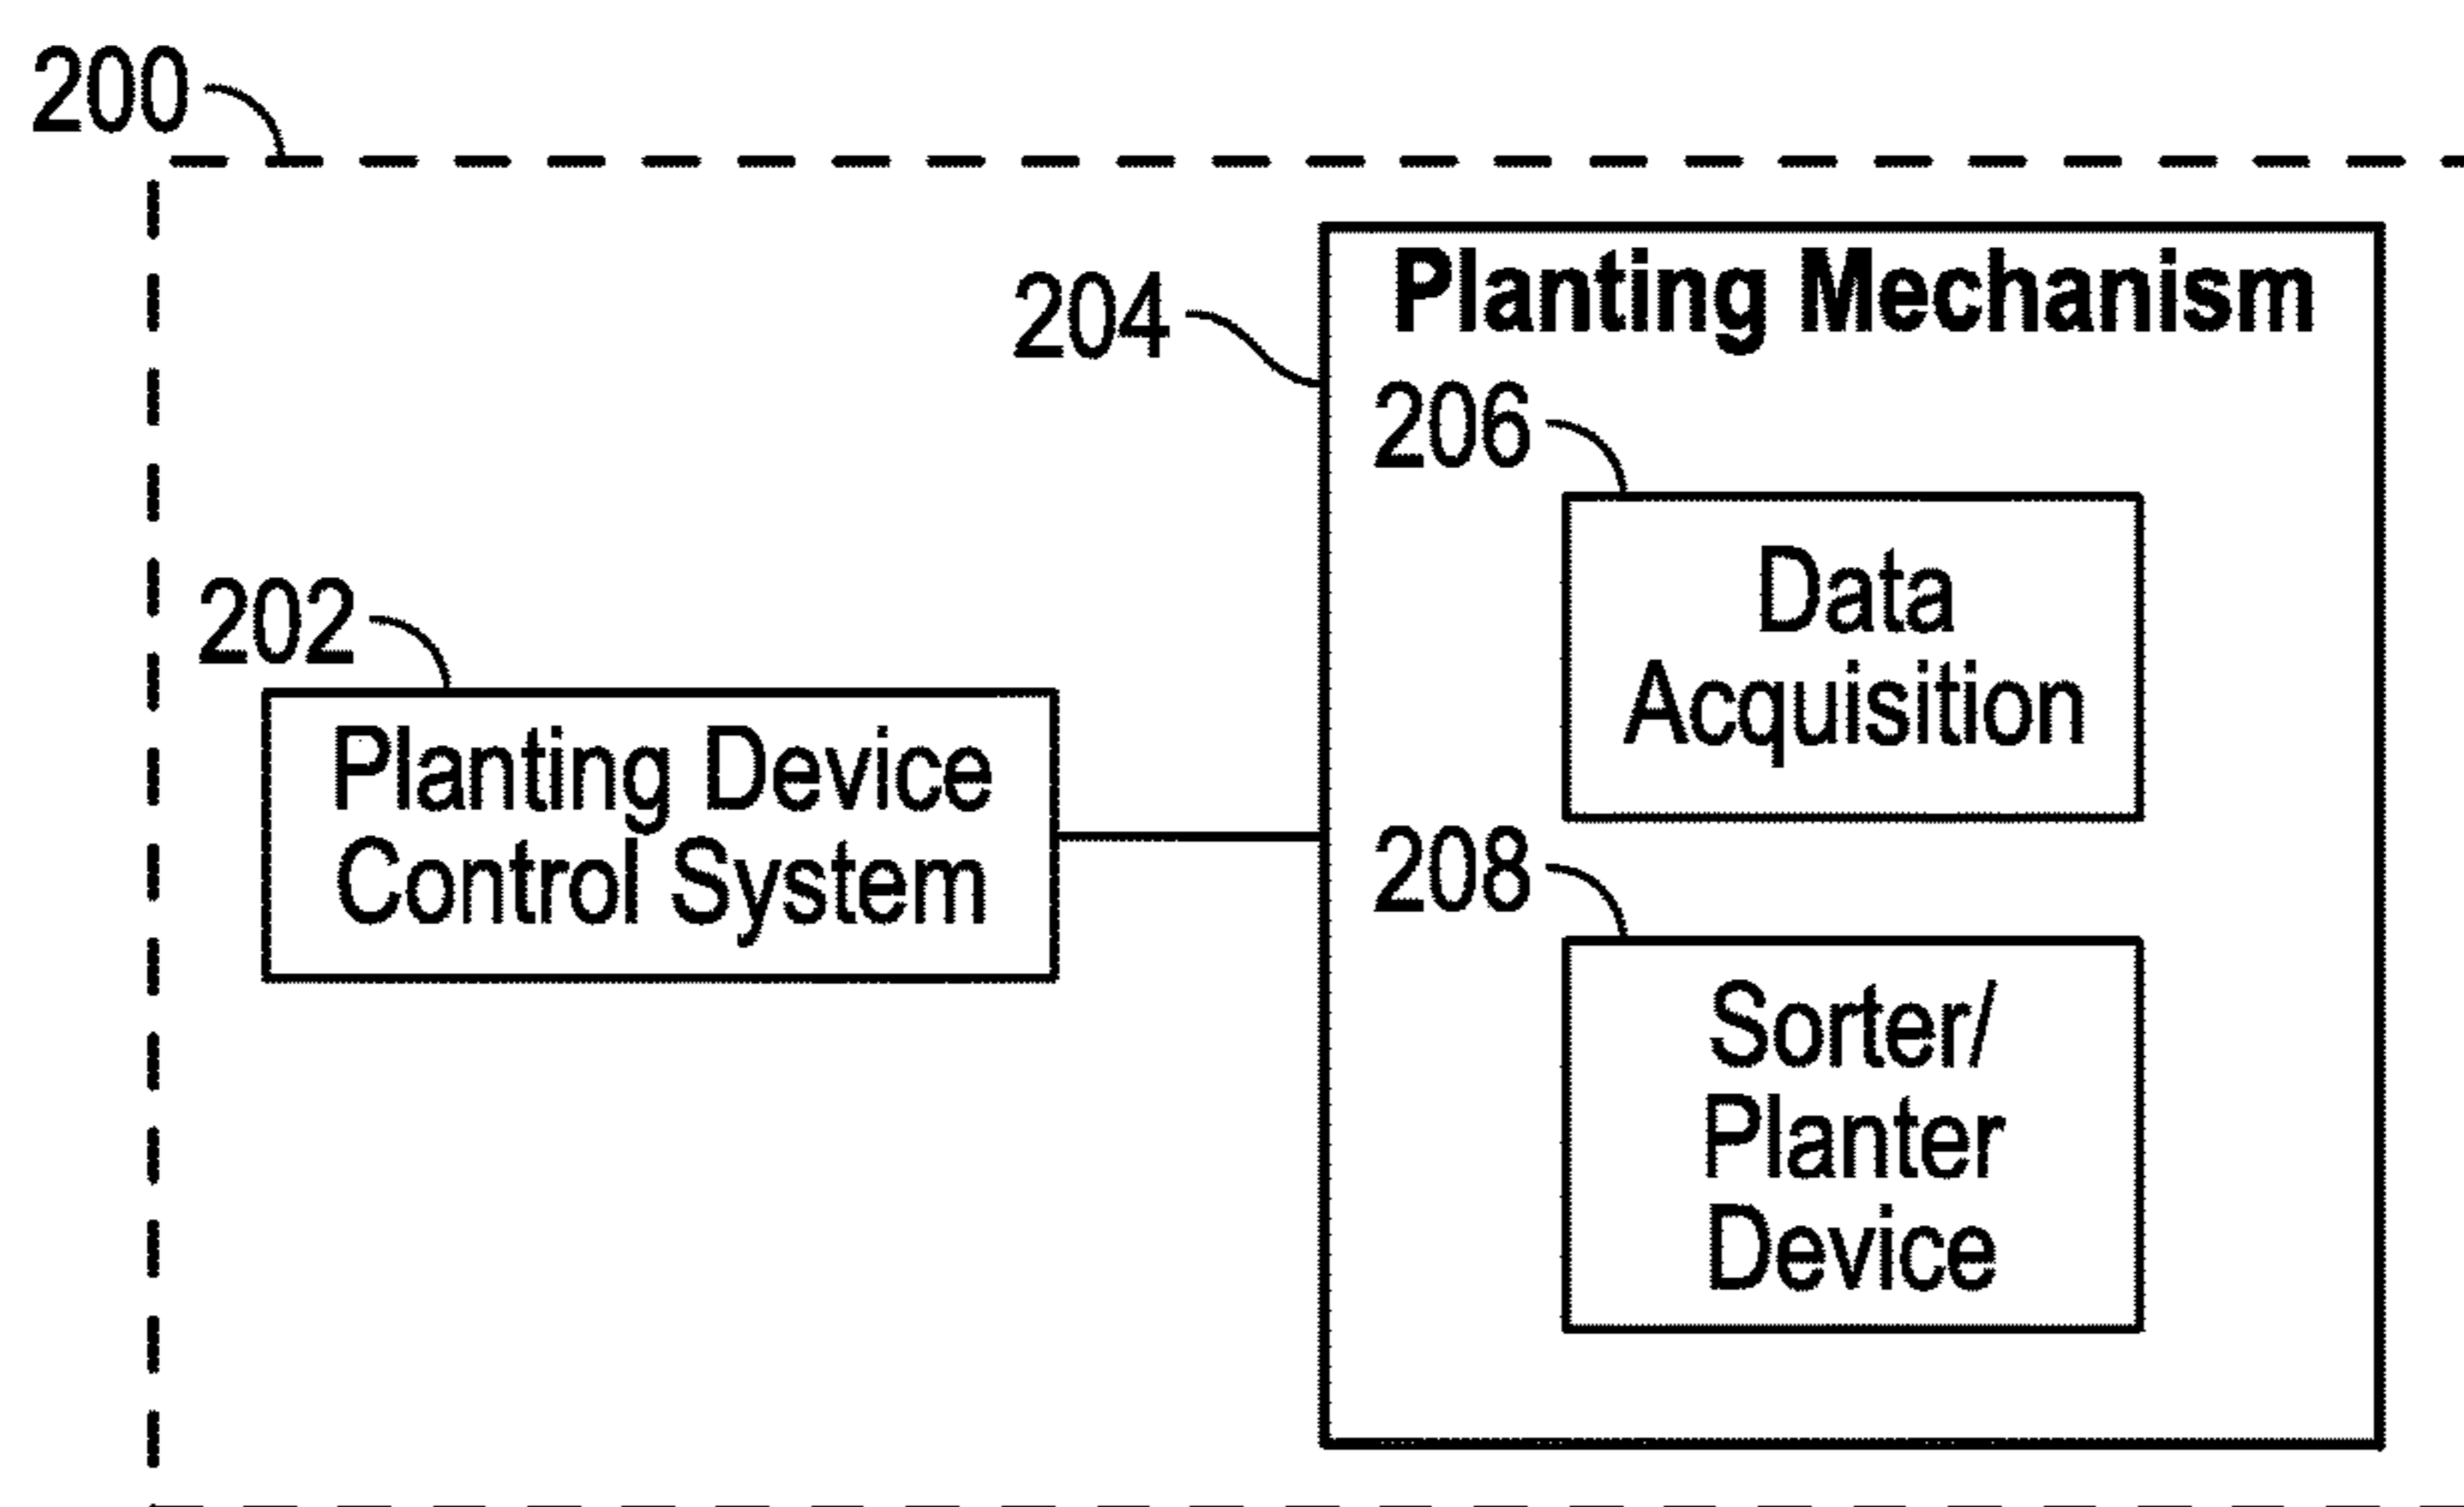 200
204
Planting Mechanism
206
Data
Acquisition
202
Planting Device
Control System
208
Sorter/
Planter
Device